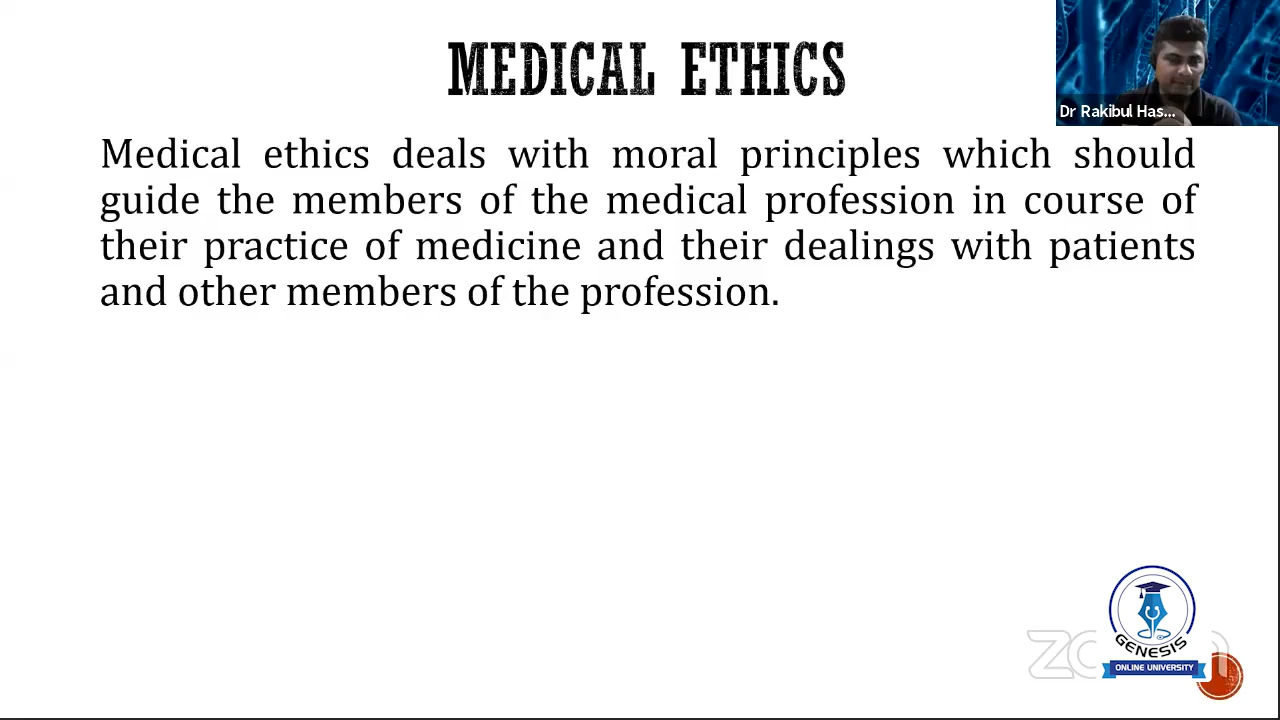 MEDICAL ETHICS
Dr Rakibul Has...
Medical ethics deals with moral principles which should
guide the members of the medical profession in course of
their practice of medicine and their dealings with patients
and other members of the profession.
GENESIS
ONLINE UNIVERSITY